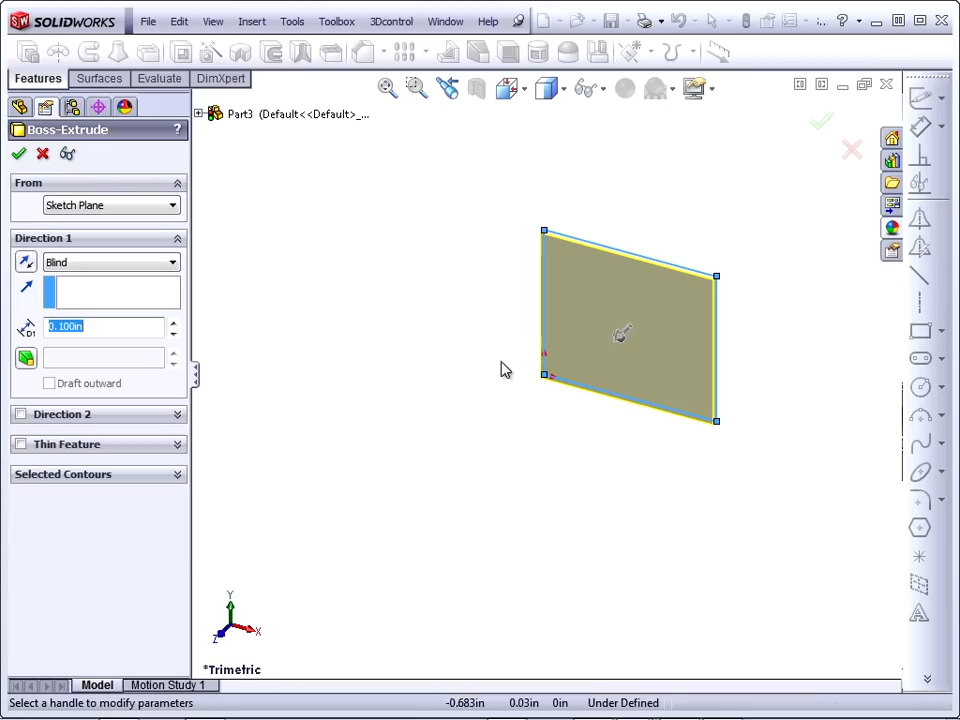 SOLIDWORKS File Edit View Insert Tools Toolbox 3Dcontrol Window Help ... ?
Features Surfaces Evaluate DimXpert
Part3 (Default<<Default>_...
Boss-Extrude ?
From
Sketch Plane
Direction 1
Blind
D1 0.100in
Draft outward
Direction 2
Thin Feature
Selected Contours
Y
X
Z
*Trimetric
Model Motion Study 1
Select a handle to modify parameters -0.683in 0.03in 0in Under Defined